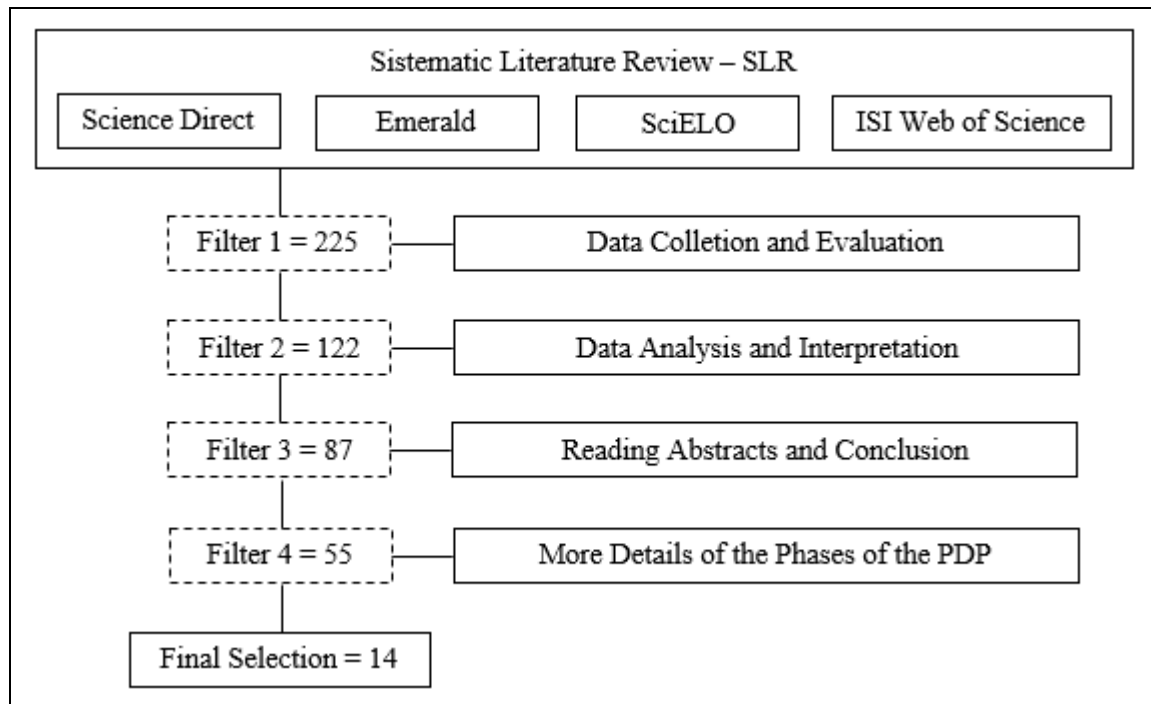 Sistematic Literature Review – SLR
Science Direct
Emerald
SciELO
ISI Web of Science
Filter 1 = 225
Data Colletion and Evaluation
Filter 2 = 122
Data Analysis and Interpretation
Filter 3 = 87
Reading Abstracts and Conclusion
Filter 4 = 55
More Details of the Phases of the PDP
Final Selection = 14